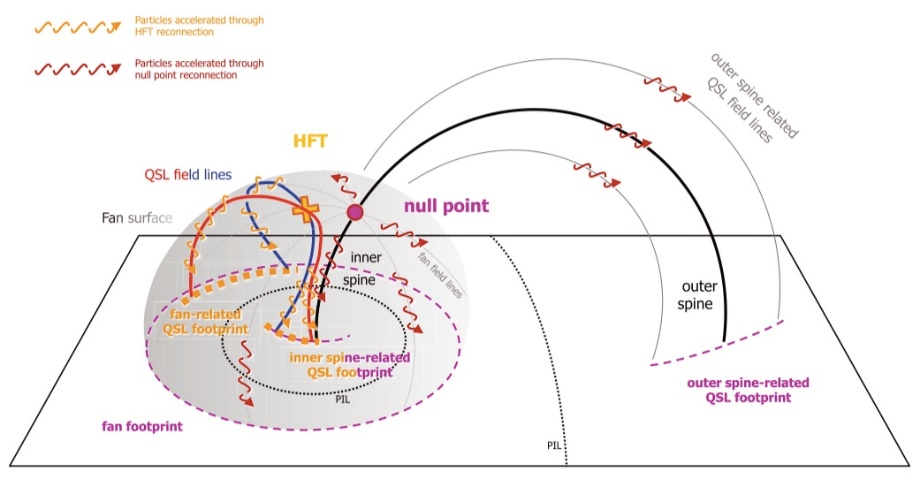 Particles accelerated through
HFT reconnection
Particles accelerated through
null point reconnection
outer spine related
QSL field lines
HFT
QSL field lines
null point
Fan surface
fan field lines
inner
spine
outer
spine
fan-related
QSL footprint
inner spine-related
QSL footprint
PIL
outer spine-related
QSL footprint
fan footprint
PIL